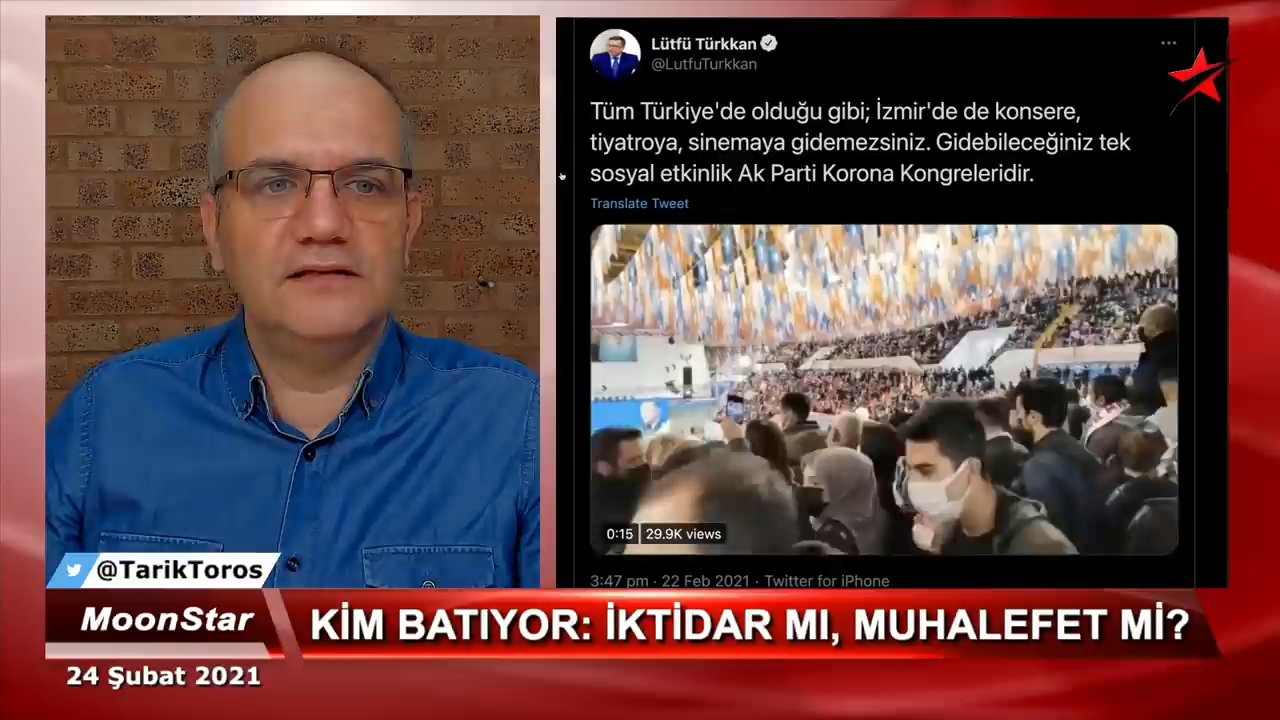 Lütfü Türkkan
@LutfuTurkkan
Tüm Türkiye'de olduğu gibi; İzmir'de de konsere,
tiyatroya, sinemaya gidemezsiniz. Gidebileceğiniz tek
sosyal etkinlik Ak Parti Korona Kongreleridir.
Translate Tweet
0:15 29.9K views
3:47 pm · 22 Feb 2021 · Twitter for iPhone
@TarikToros
MoonStar
KİM BATIYOR: İKTİDAR MI, MUHALEFET Mİ?
24 Şubat 2021